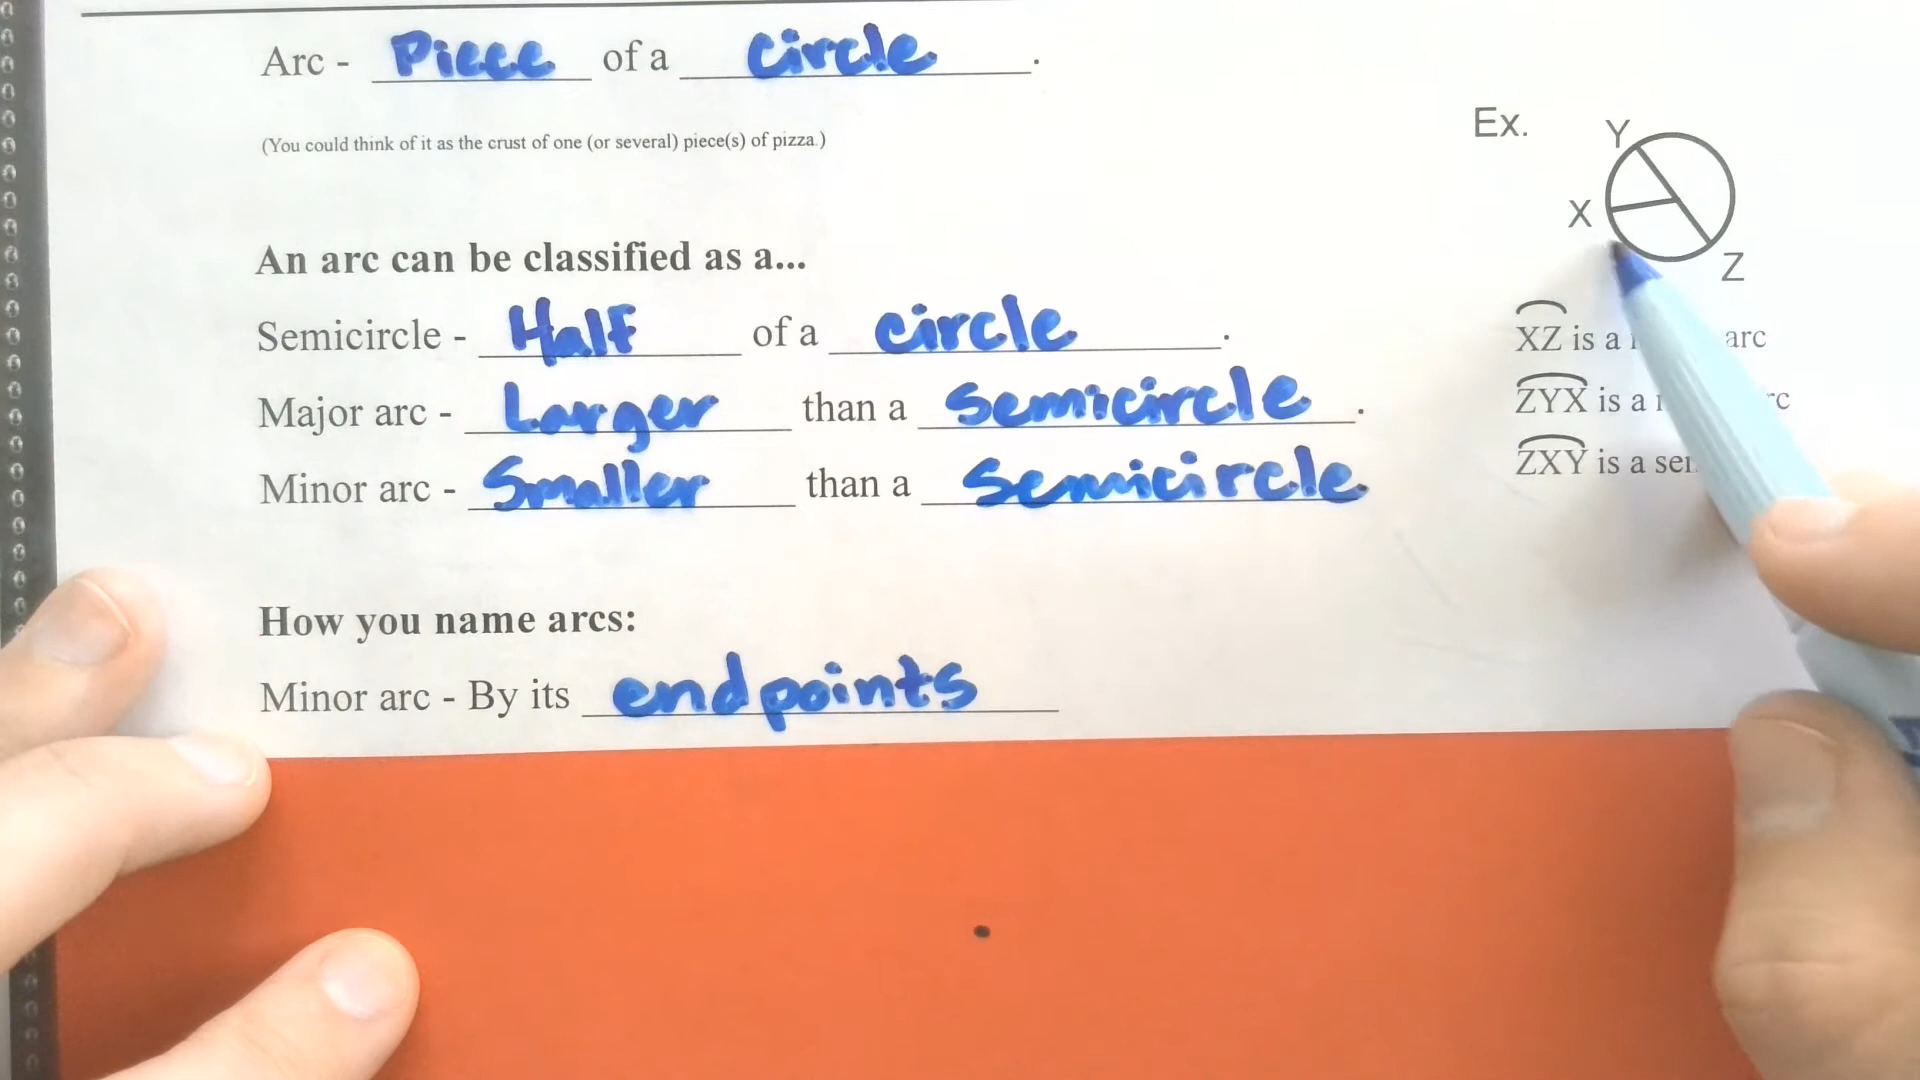 Arc - Piece of a Circle.
(You could think of it as the crust of one (or several) piece(s) of pizza.)
Ex.
Y
X
Z
An arc can be classified as a...
Semicircle - Half of a circle.
Major arc - Larger than a semicircle.
Minor arc - Smaller than a semicircle
XZ is a arc
ZYX is a
ZXY is a
How you name arcs:
Minor arc - By its endpoints